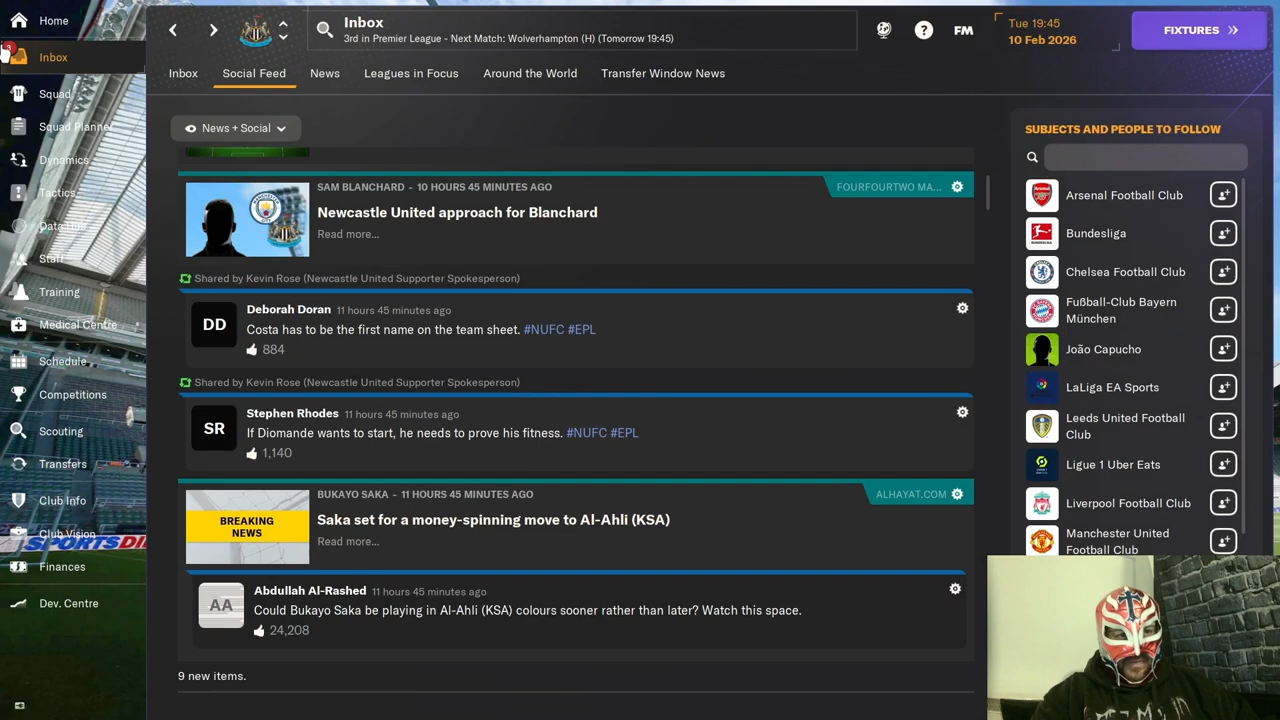 Home
Inbox
3rd in Premier League - Next Match: Wolverhampton (H) (Tomorrow 19:45)
FM
Tue 19:45
10 Feb 2026
FIXTURES
3
Inbox
Squad
Squad Planner
Dynamics
Tactics
Data Hub
Staff
Training
Medical Centre
Schedule
Competitions
Scouting
Transfers
Club Info
Club Vision
Finances
Dev. Centre
SPORTS DI
Inbox
Social Feed
News
Leagues in Focus
Around the World
Transfer Window News
News + Social
SAM BLANCHARD - 10 HOURS 45 MINUTES AGO
FOURFOURTWO MA...
Newcastle United approach for Blanchard
Read more...
Shared by Kevin Rose (Newcastle United Supporter Spokesperson)
DD
Deborah Doran 11 hours 45 minutes ago
Costa has to be the first name on the team sheet. #NUFC #EPL
884
Shared by Kevin Rose (Newcastle United Supporter Spokesperson)
SR
Stephen Rhodes 11 hours 45 minutes ago
If Diomande wants to start, he needs to prove his fitness. #NUFC #EPL
1,140
BREAKING
NEWS
BUKAYO SAKA - 11 HOURS 45 MINUTES AGO
ALHAYAT.COM
Saka set for a money-spinning move to Al-Ahli (KSA)
Read more...
AA
Abdullah Al-Rashed 11 hours 45 minutes ago
Could Bukayo Saka be playing in Al-Ahli (KSA) colours sooner rather than later? Watch this space.
24,208
9 new items.
SUBJECTS AND PEOPLE TO FOLLOW
Arsenal Football Club
Bundesliga
Chelsea Football Club
Fußball-Club Bayern
München
João Capucho
LaLiga EA Sports
Leeds United Football
Club
Ligue 1 Uber Eats
Liverpool Football Club
Manchester United
Football Club